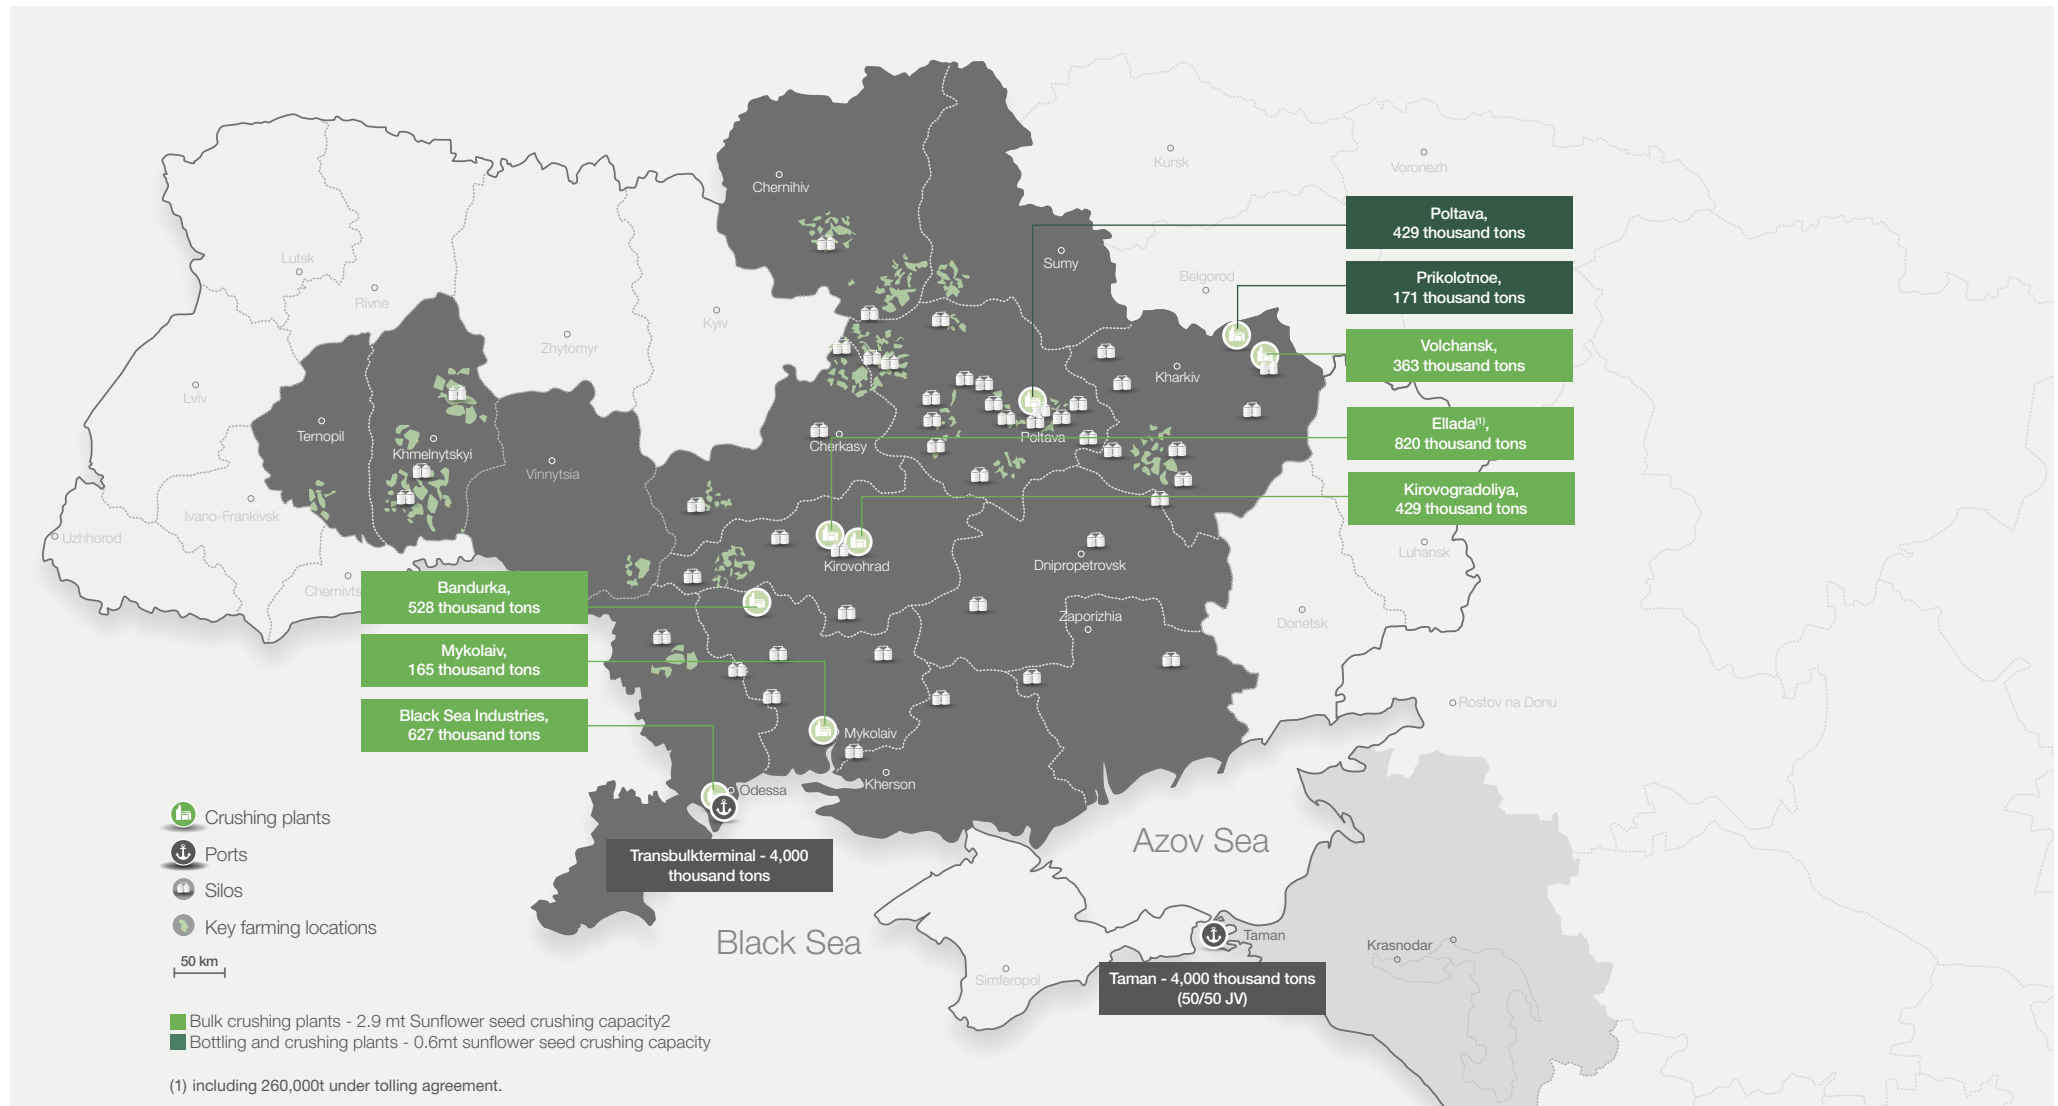 Chernihiv
Kursk
Voronezh
Poltava,
429 thousand tons
Sumy
Lutsk
Belgorod
Prikolotnoe,
171 thousand tons
Rivne
Kyiv
Zhytomyr
Volchansk,
363 thousand tons
Kharkiv
Lviv
Ternopil
Khmelnytskyi
Vinnytsia
Cherkasy
Poltava
Ellada(1),
820 thousand tons
Kirovogradoliya,
429 thousand tons
Ivano-Frankivsk
Uzhhorod
Luhansk
Kirovohrad
Dnipropetrovsk
Chernivts
Bandurka,
528 thousand tons
Zaporizhia
Donetsk
Mykolaiv,
165 thousand tons
Rostov na Donu
Black Sea Industries,
627 thousand tons
Mykolaiv
Kherson
Odessa
Crushing plants
Ports
Silos
Key farming locations
50 km
Transbulkterminal - 4,000
thousand tons
Azov Sea
Black Sea
Taman
Krasnodar
Simferopol
Taman - 4,000 thousand tons
(50/50 JV)
Bulk crushing plants - 2.9 mt Sunflower seed crushing capacity2
Bottling and crushing plants - 0.6mt sunflower seed crushing capacity
(1) including 260,000t under tolling agreement.